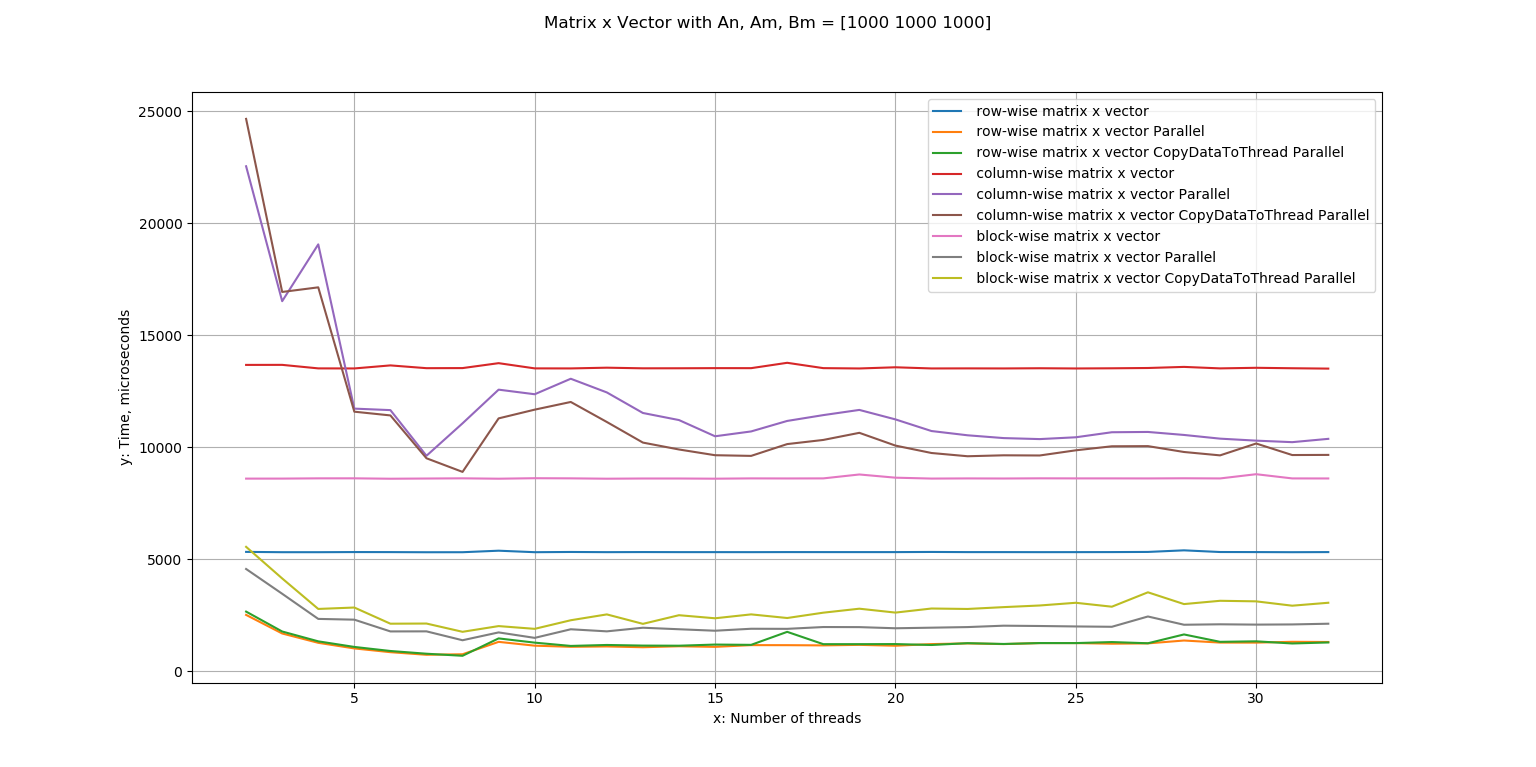 Matrix x Vector with An, Am, Bm = [1000 1000 1000]
25000
20000
15000
10000
5000
0
y: Time, microseconds
row-wise matrix x vector
row-wise matrix x vector Parallel
row-wise matrix x vector CopyDataToThread Parallel
column-wise matrix x vector
column-wise matrix x vector Parallel
column-wise matrix x vector CopyDataToThread Parallel
block-wise matrix x vector
block-wise matrix x vector Parallel
block-wise matrix x vector CopyDataToThread Parallel
5 10 15 20 25 30
x: Number of threads